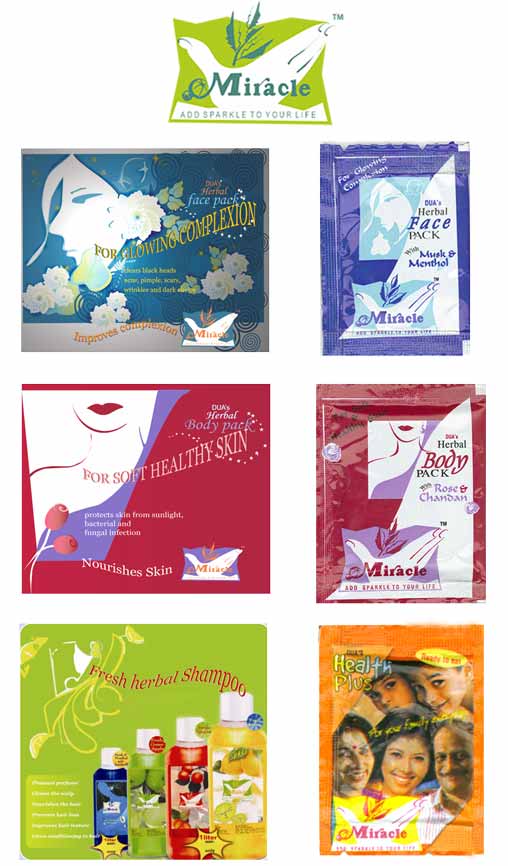 TM
Miracle
ADD SPARKLE TO YOUR LIFE
DUA's
Herbal
face pack
FOR GLOWING COMPLEXION
clears black heads
acne, pimple, scars,
wrinkles and dark
Improves complexion
Miracle
For Glowing
Complexion
DUA's
Herbal
Face
PACK
With Musk &
Menthol
TM
Miracle
ADD SPARKLE TO YOUR LIFE
DUA's
Herbal
Body pack
FOR SOFT HEALTHY SKIN
protects skin from sunlight,
bacterial and
fungal infection
Nourishes Skin
Miracle
DUA's
Herbal
Body
PACK
With Rose &
Chandan
TM
Miracle
ADD SPARKLE TO YOUR LIFE
Fresh herbal Shampoo
Cleans the scalp
Nourishes the hair
Prevents hair loss
Improves hair texture
1liter
1liter
DUA'S
Health
Plus
Ready to eat
For your family
Miracle